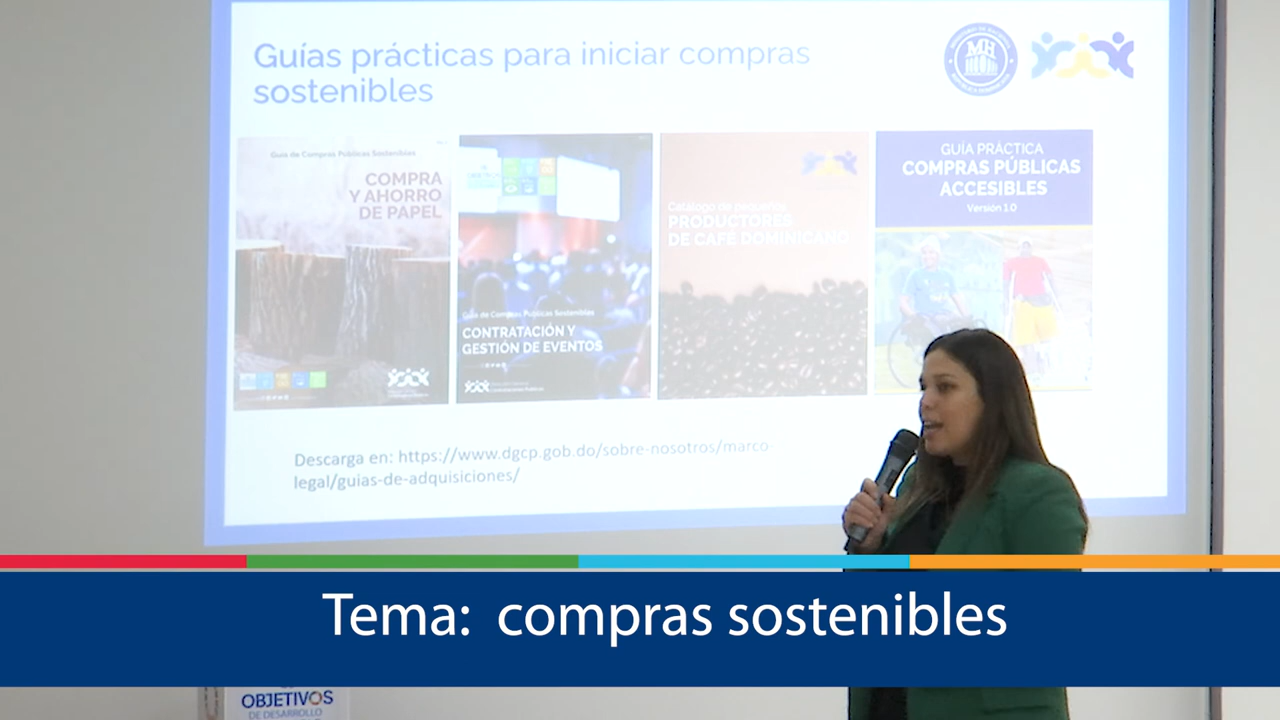 Guías prácticas para iniciar compras
sostenibles
MH
Guía de Compras Públicas Sostenibles
COMPRA
Y AHORRO
DE PAPEL
Guía de Compras Públicas Sostenibles
CONTRATACIÓN Y
GESTIÓN DE EVENTOS
Catálogo de pequeños
PRODUCTORES
DE CAFÉ DOMINICANO
GUÍA PRÁCTICA
COMPRAS PÚBLICAS
ACCESIBLES
Versión 1.0
Descarga en: https://www.dgcp.gob.do/sobre-nosotros/marco-
legal/guias-de-adquisiciones/
Tema: compras sostenibles
OBJETIVOS
DE DESARROLLO